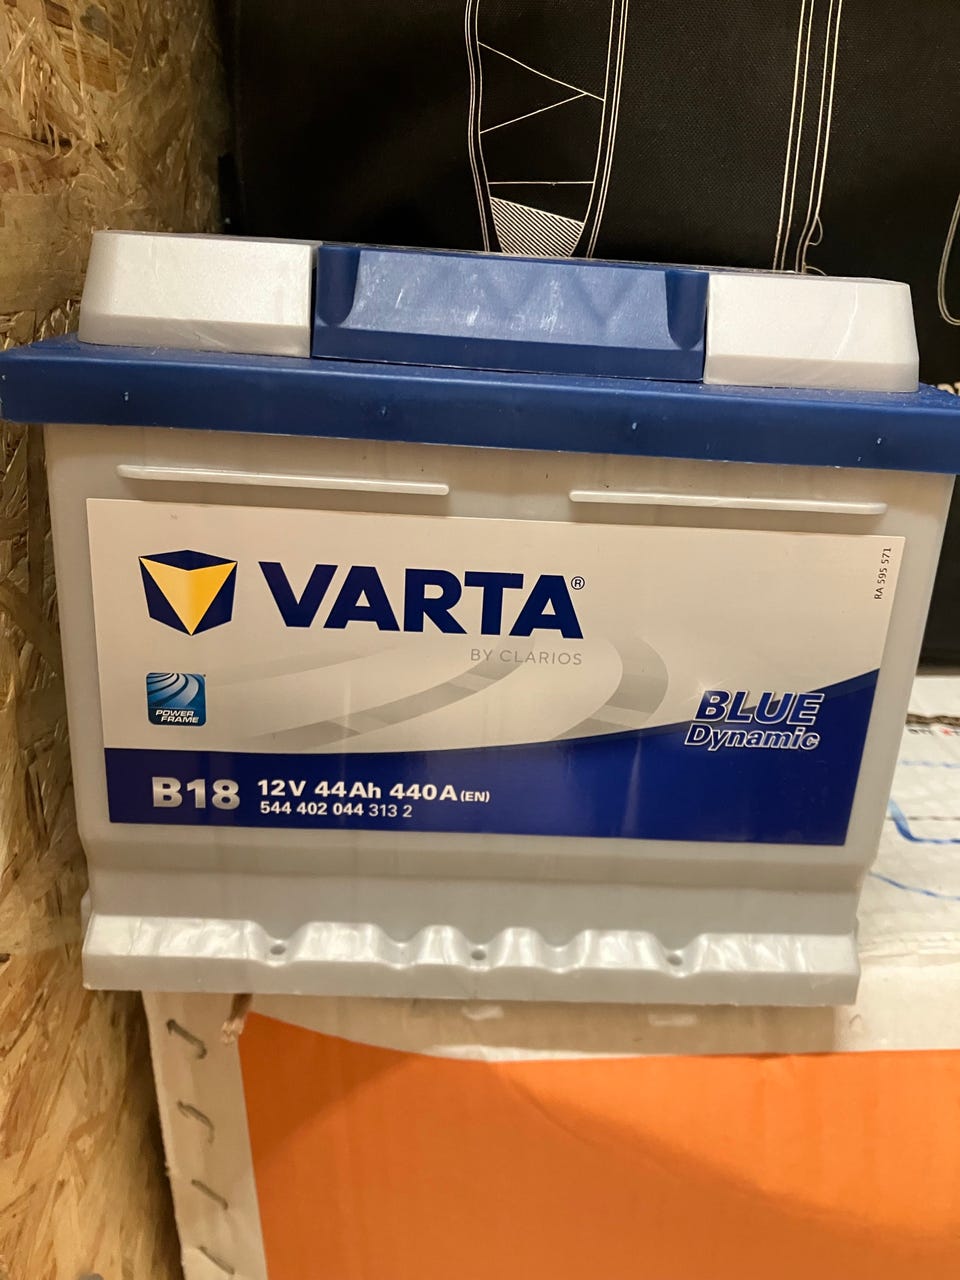 VARTA®
BY CLARIOS
RA 595 571
POWER
FRAME
BLUE
Dynamic
B18 12V 44Ah 440A (EN)
544 402 044 313 2